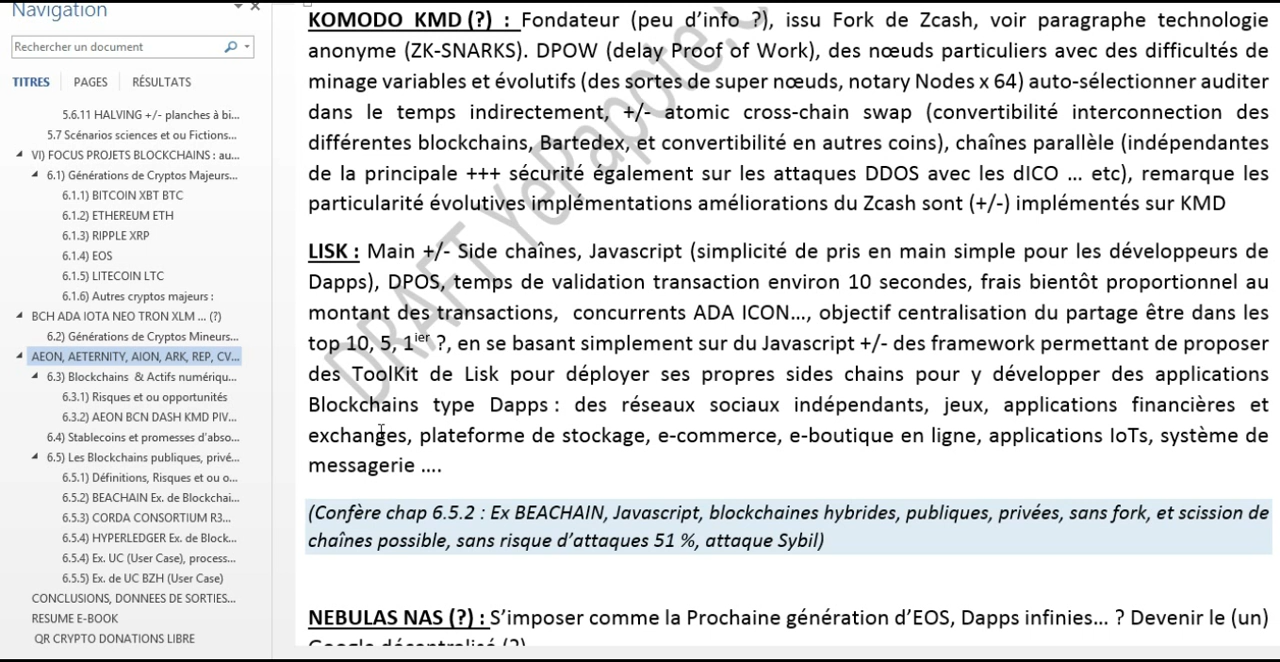 Navigation
Rechercher un document
TITRES PAGES RÉSULTATS
5.6.11 HALVING +/- planches à bi...
5.7 Scénarios sciences et ou Fictions...
VI) FOCUS PROJETS BLOCKCHAINS : au...
6.1) Générations de Cryptos Majeurs...
6.1.1) BITCOIN XBT BTC
6.1.2) ETHEREUM ETH
6.1.3) RIPPLE XRP
6.1.4) EOS
6.1.5) LITECOIN LTC
6.1.6) Autres cryptos majeurs :
BCH ADA IOTA NEO TRON XLM ... (?)
6.2) Générations de Cryptos Mineurs...
AEON, AETERNITY, AION, ARK, REP, CV...
6.3) Blockchains & Actifs numériqu...
6.3.1) Risques et ou opportunités
6.3.2) AEON BCN DASH KMD PIV...
6.4) Stablecoins et promesses d'abso...
6.5) Les Blockchains publiques, privé...
6.5.1) Définitions, Risques et ou o...
6.5.2) BEACHAIN Ex. de Blockchai...
6.5.3) CORDA CONSORTIUM R3...
6.5.4) HYPERLEDGER Ex. de Block...
6.5.4) Ex. UC (User Case), process...
6.5.5) Ex. de UC BZH (User Case)
CONCLUSIONS, DONNEES DE SORTIES...
RESUME E-BOOK
QR CRYPTO DONATIONS LIBRE
KOMODO KMD (?) : Fondateur (peu d'info ?), issu Fork de Zcash, voir paragraphe technologie
anonyme (ZK-SNARKS). DPOW (delay Proof of Work), des nœuds particuliers avec des difficultés de
minage variables et évolutifs (des sortes de super nœuds, notary Nodes x 64) auto-sélectionner auditer
dans le temps indirectement, +/- atomic cross-chain swap (convertibilité interconnection des
différentes blockchains, Bartedex, et convertibilité en autres coins), chaînes parallèle (indépendantes
de la principale +++ sécurité également sur les attaques DDOS avec les dICO ... etc), remarque les
particularité évolutives implémentations améliorations du Zcash sont (+/-) implémentés sur KMD
LISK : Main +/- Side chaînes, Javascript (simplicité de pris en main simple pour les développeurs de
Dapps), DPOS, temps de validation transaction environ 10 secondes, frais bientôt proportionnel au
montant des transactions, concurrents ADA ICON..., objectif centralisation du partage être dans les
top 10, 5, 1ier ?, en se basant simplement sur du Javascript +/- des framework permettant de proposer
des ToolKit de Lisk pour déployer ses propres sides chains pour y développer des applications
Blockchains type Dapps : des réseaux sociaux indépendants, jeux, applications financières et
exchanges, plateforme de stockage, e-commerce, e-boutique en ligne, applications IoTs, système de
messagerie ....
(Confère chap 6.5.2 : Ex BEACHAIN, Javascript, blockchaines hybrides, publiques, privées, sans fork, et scission de
chaînes possible, sans risque d'attaques 51 %, attaque Sybil)
NEBULAS NAS (?) : S'imposer comme la Prochaine génération d'EOS, Dapps infinies... ? Devenir le (un)
Google décentralisé (?)
DRAFT YePapote.